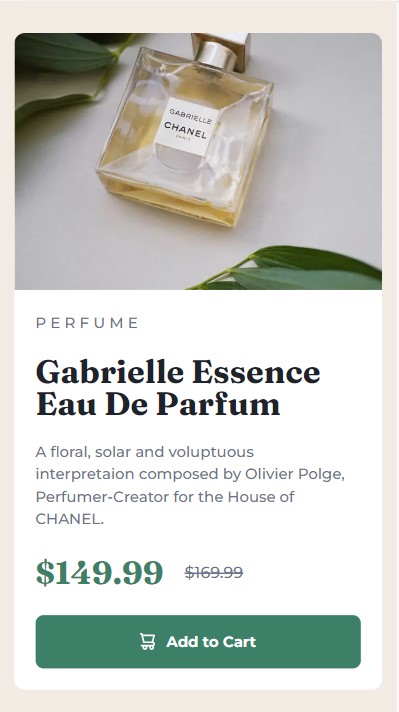 GABRIELLE
CHANEL
PARIS
PERFUME
Gabrielle Essence
Eau De Parfum
A floral, solar and voluptuous
interpretaion composed by Olivier Polge,
Perfumer-Creator for the House of
CHANEL.
$149.99 $169.99
Add to Cart